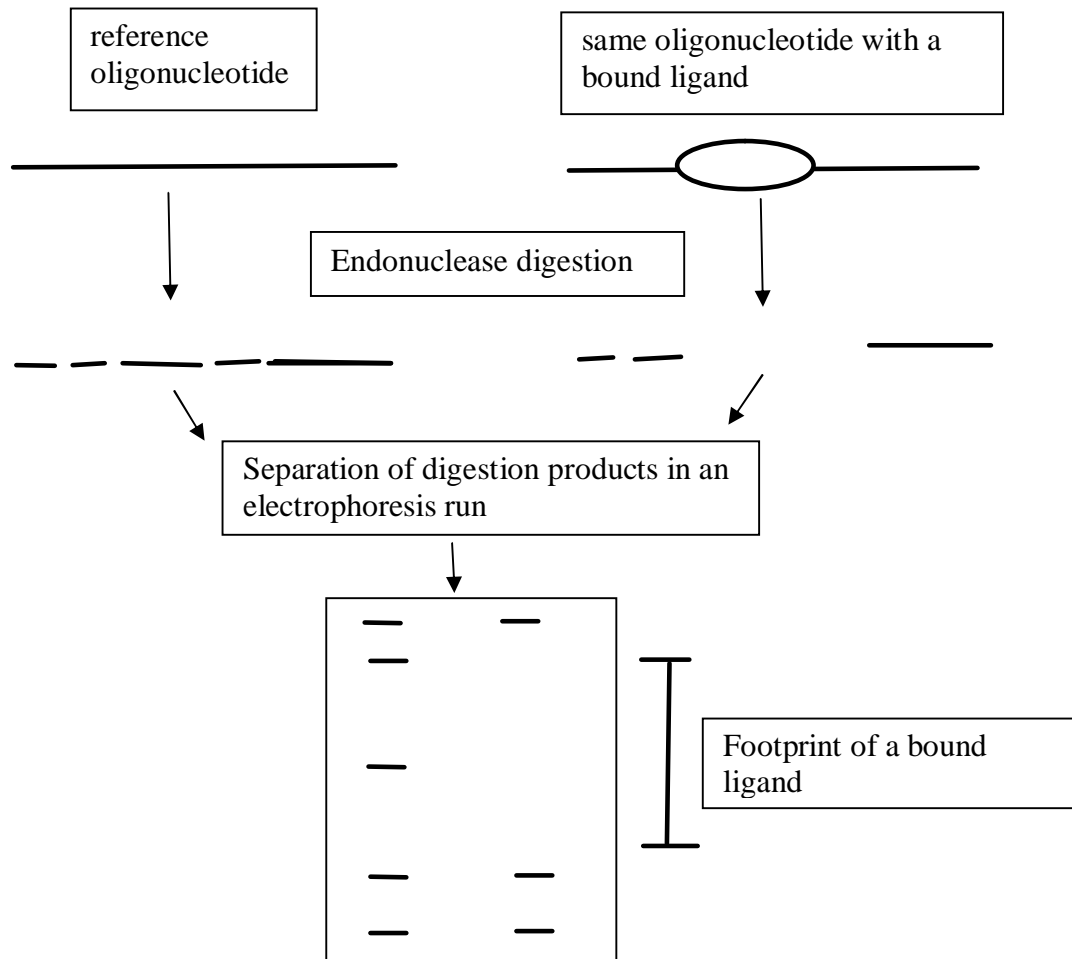 reference
oligonucleotide
same oligonucleotide with a
bound ligand
Endonuclease digestion
Separation of digestion products in an
electrophoresis run
Footprint of a bound
ligand